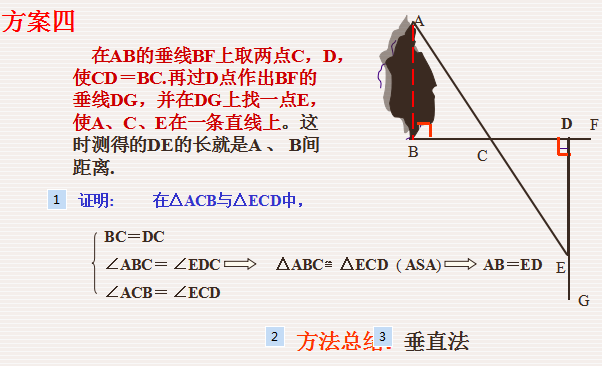 方案四
在AB的垂线BF上取两点C，D，
使CD＝BC.再过D点作出BF的
垂线DG，并在DG上找一点E，
使A、C、E在一条直线上。这
时测得的DE的长就是A 、 B间
距离.
1 证明: 在△ACB与△ECD中，
BC＝DC
∠ABC＝ ∠EDC ⇒ △ABC≌ △ECD（ASA) ⇒ AB＝ED
∠ACB＝ ∠ECD
2 方法总结: 3 垂直法
A
B
C
D
F
E
G